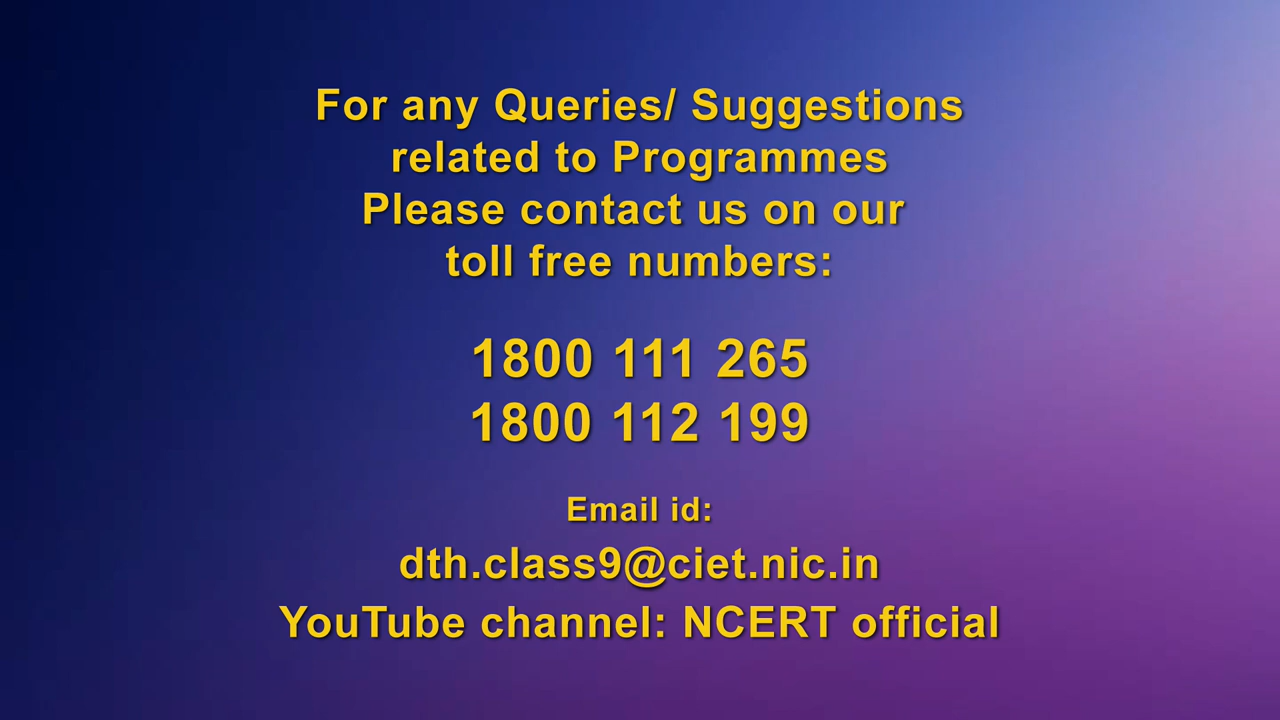 For any Queries/ Suggestions
related to Programmes
Please contact us on our
toll free numbers:
1800 111 265
1800 112 199
Email id:
dth.class9@ciet.nic.in
YouTube channel: NCERT official